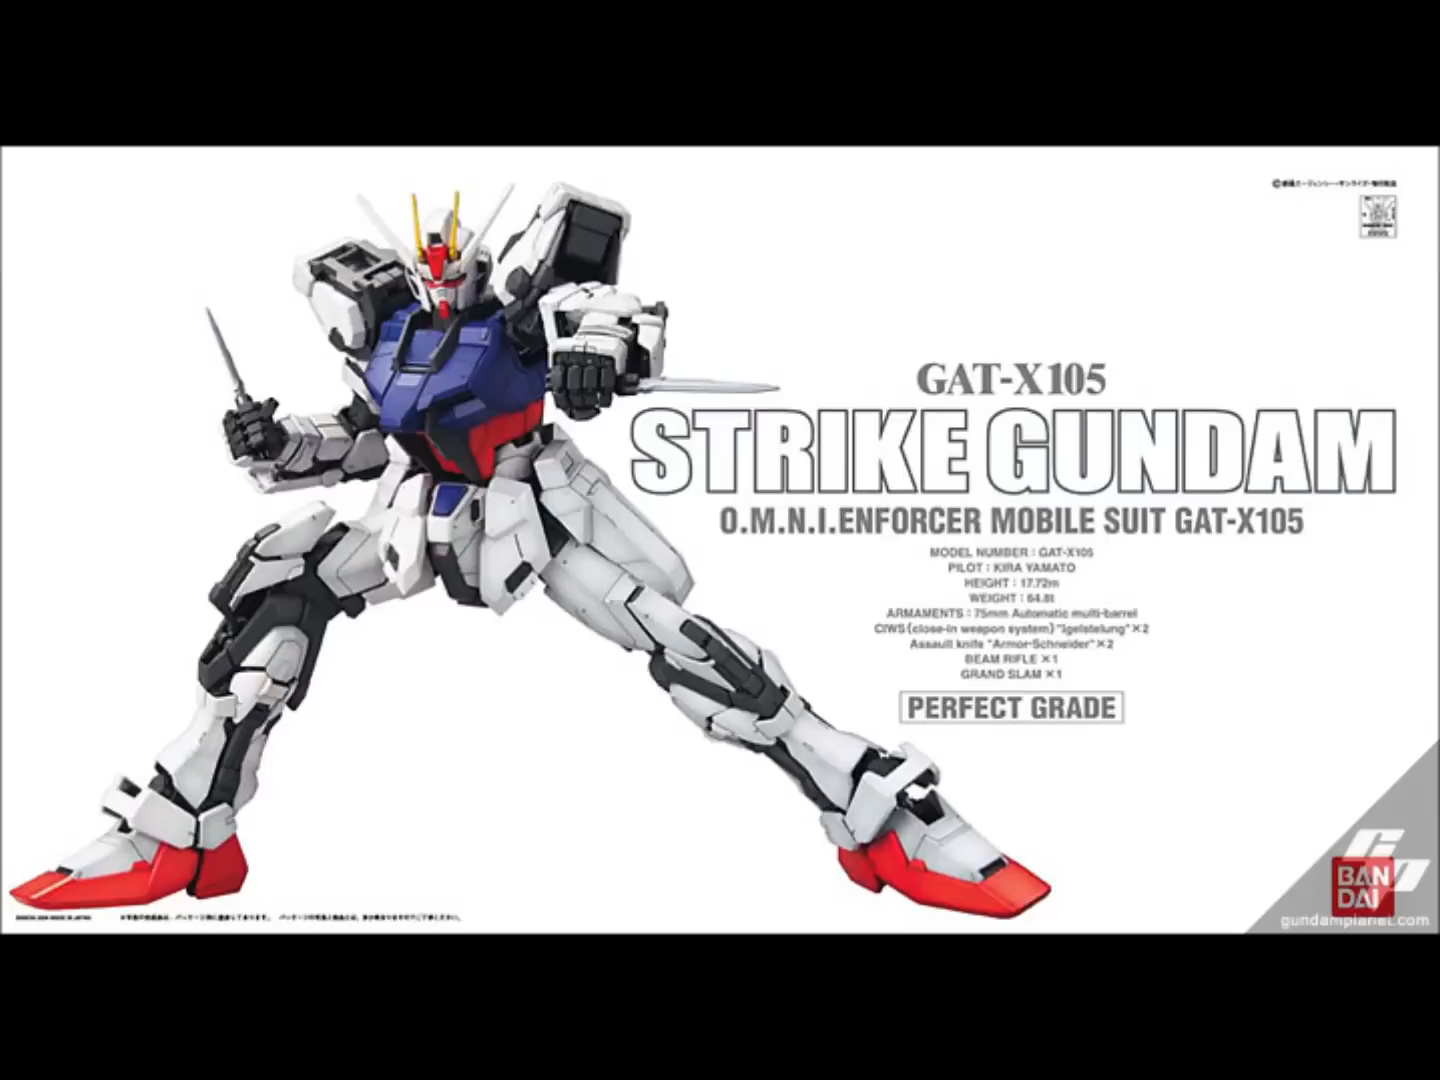 GAT-X105
STRIKE GUNDAM
O.M.N.I.ENFORCER MOBILE SUIT GAT-X105
MODEL NUMBER : GAT-X105
PILOT : KIRA YAMATO
HEIGHT : 17.72m
WEIGHT : 64.8t
ARMAMENTS : 75mm Automatic multi-barrel
CIWS(close-in weapon system)"Igelstelung"×2
Assault knife "Armor-Schneider"×2
BEAM RIFLE ×1
GRAND SLAM ×1
PERFECT GRADE
BAN
DAI
gundamplanet.com